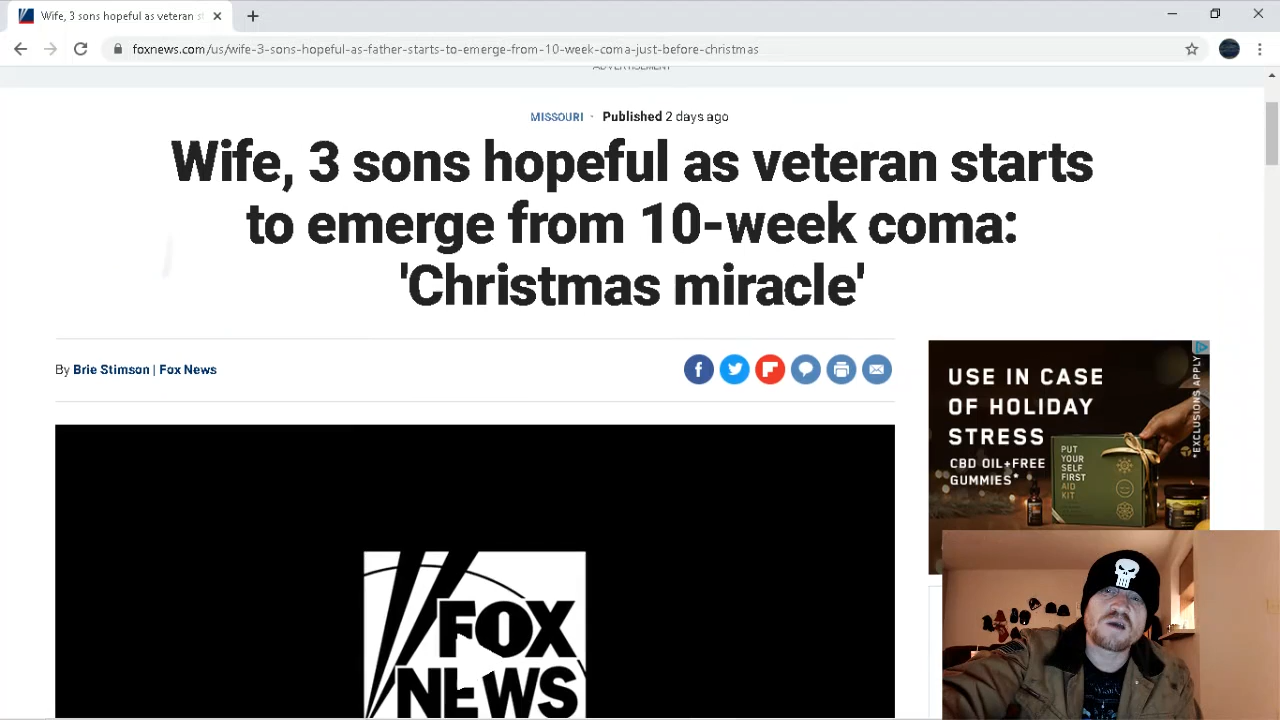 Wife, 3 sons hopeful as veteran st
foxnews.com/us/wife-3-sons-hopeful-as-father-starts-to-emerge-from-10-week-coma-just-before-christmas
ADVERTISEMENT
MISSOURI · Published 2 days ago
Wife, 3 sons hopeful as veteran starts
to emerge from 10-week coma:
'Christmas miracle'
By Brie Stimson | Fox News
USE IN CASE
OF HOLIDAY
STRESS
CBD OIL+FREE
GUMMIES*
*EXCLUSIONS APPLY
PUT
YOUR
SELF
FIRST
AID
KIT
FOX
NEWS